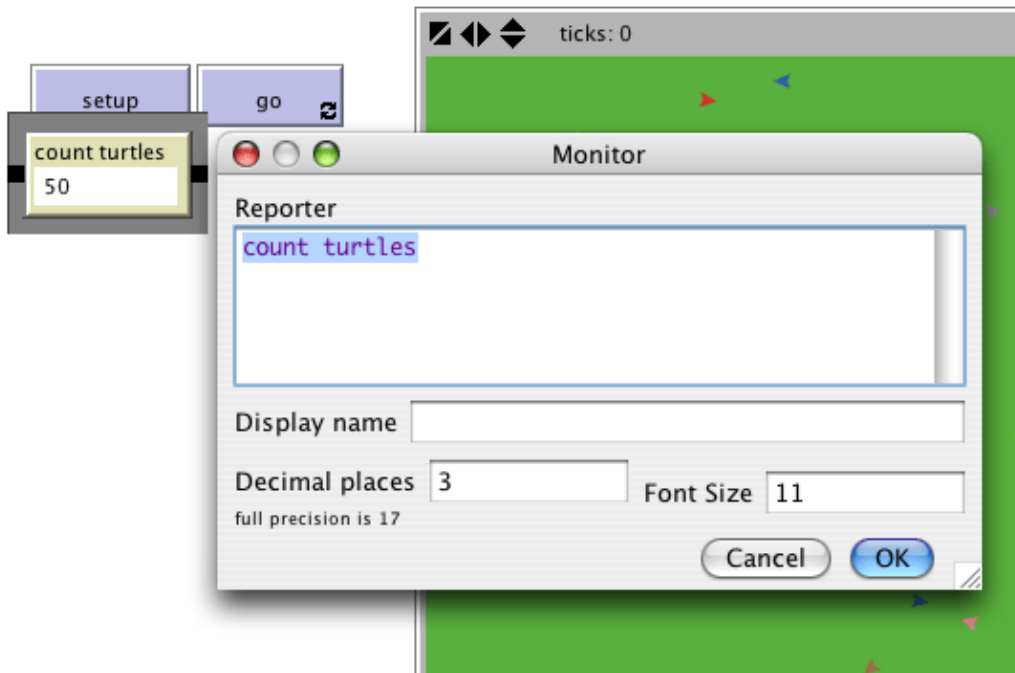 ticks: 0
setup
go
count turtles
50
Monitor
Reporter
count turtles
Display name
Decimal places 3
Font Size 11
full precision is 17
Cancel
OK